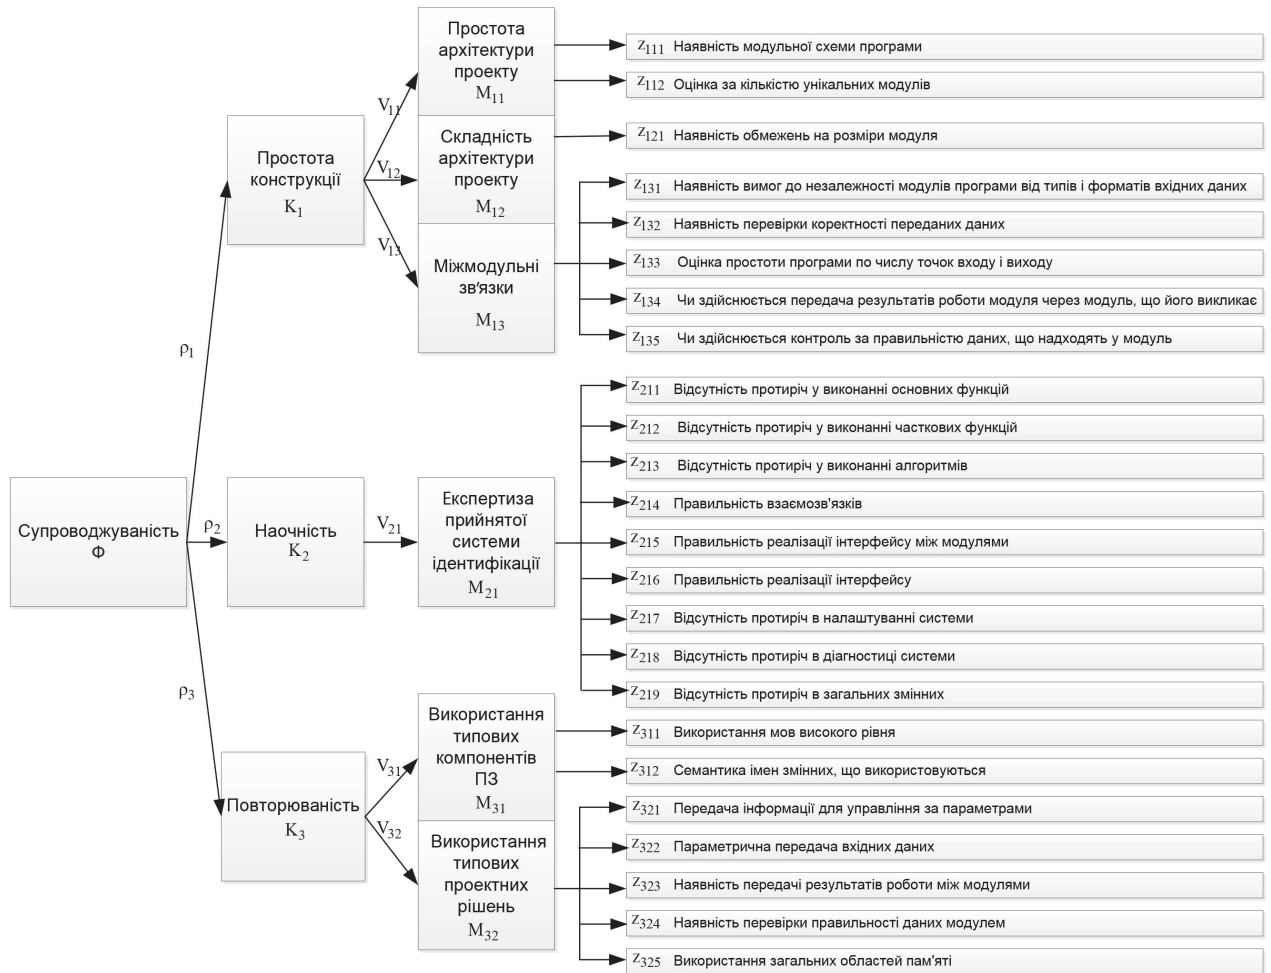 Супроводжуваність
Ф
ρ1
ρ2
ρ3
Простота
конструкції
K1
Наочність
K2
Повторюваність
K3
V11
V12
V13
V21
V31
V32
Простота
архітектури
проекту
M11
Складність
архітектури
проекту
M12
Міжмодульні
зв'язки
M13
Експертиза
прийнятої
системи
ідентифікації
M21
Використання
типових
компонентів
ПЗ
M31
Використання
типових
проектних
рішень
M32
z111 Наявність модульної схеми програми
z112 Оцінка за кількістю унікальних модулів
z121 Наявність обмежень на розміри модуля
z131 Наявність вимог до незалежності модулів програми від типів і форматів вхідних даних
z132 Наявність перевірки коректності переданих даних
z133 Оцінка простоти програми по числу точок входу і виходу
z134 Чи здійснюється передача результатів роботи модуля через модуль, що його викликає
z135 Чи здійснюється контроль за правильністю даних, що надходять у модуль
z211 Відсутність протиріч у виконанні основних функцій
z212 Відсутність протиріч у виконанні часткових функцій
z213 Відсутність протиріч у виконанні алгоритмів
z214 Правильність взаємозв'язків
z215 Правильність реалізації інтерфейсу між модулями
z216 Правильність реалізації інтерфейсу
z217 Відсутність протиріч в налаштуванні системи
z218 Відсутність протиріч в діагностиці системи
z219 Відсутність протиріч в загальних змінних
z311 Використання мов високого рівня
z312 Семантика імен змінних, що використовуються
z321 Передача інформації для управління за параметрами
z322 Параметрична передача вхідних даних
z323 Наявність передачі результатів роботи між модулями
z324 Наявність перевірки правильності даних модулем
z325 Використання загальних областей пам'яті